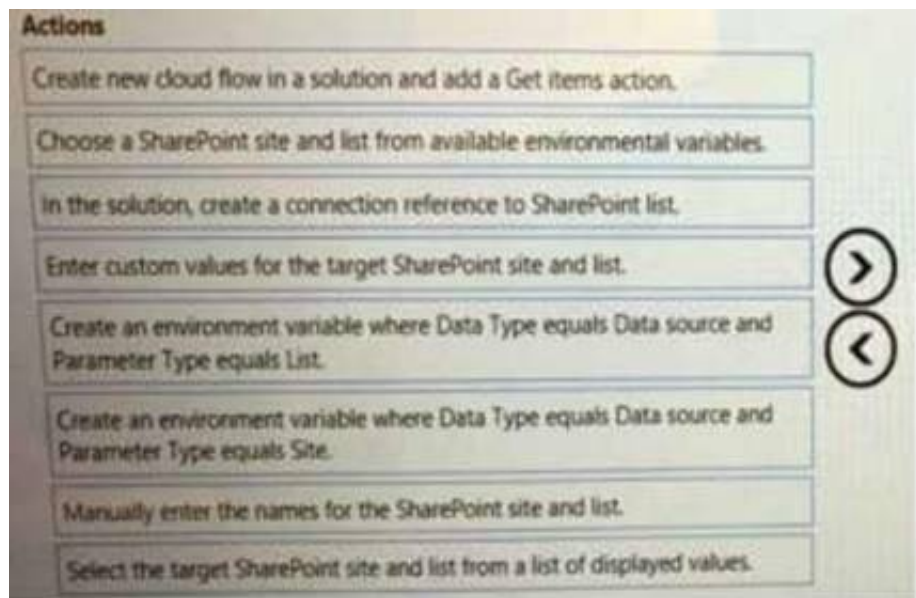 Actions
Create new cloud flow in a solution and add a Get items action.
Choose a SharePoint site and list from available environmental variables.
In the solution, create a connection reference to SharePoint list.
Enter custom values for the target SharePoint site and list.
Create an environment variable where Data Type equals Data source and
Parameter Type equals List.
Create an environment variable where Data Type equals Data source and
Parameter Type equals Site.
Manually enter the names for the SharePoint site and list.
Select the target SharePoint site and list from a list of displayed values.